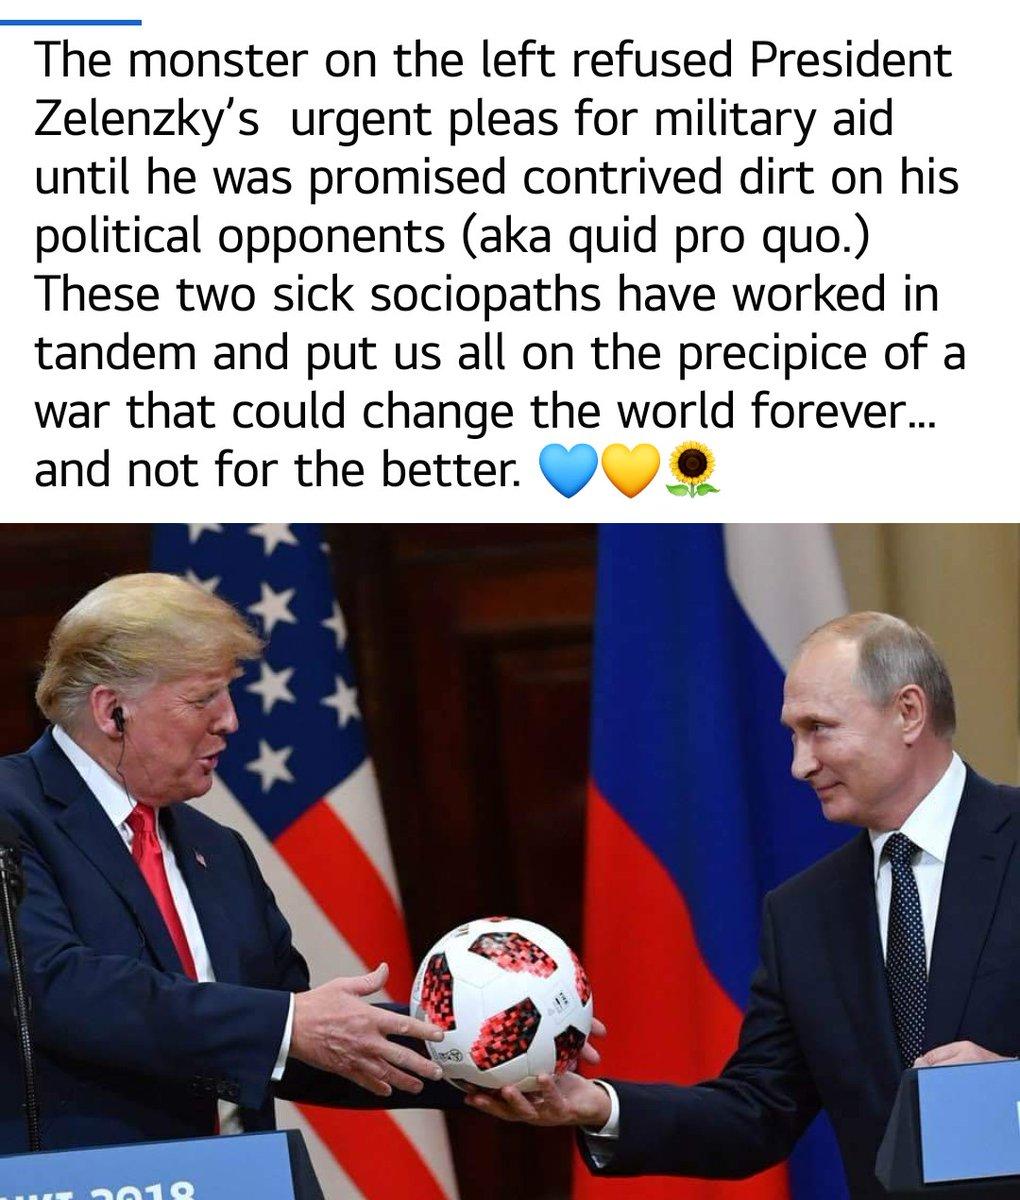 The monster on the left refused President
Zelenzky's  urgent pleas for military aid
until he was promised contrived dirt on his
political opponents (aka quid pro quo.)
These two sick sociopaths have worked in
tandem and put us all on the precipice of a
war that could change the world forever...
and not for the better. 💙💛🌻
2018